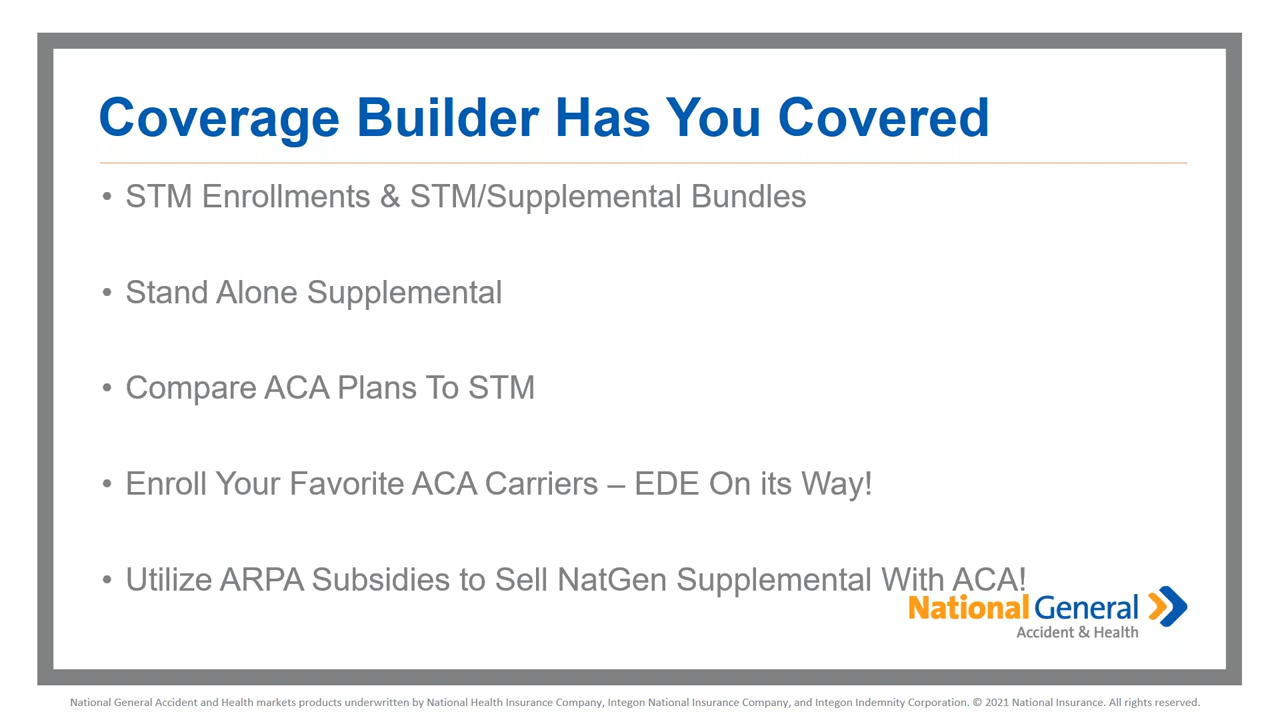 Coverage Builder Has You Covered
• STM Enrollments & STM/Supplemental Bundles
• Stand Alone Supplemental
• Compare ACA Plans To STM
• Enroll Your Favorite ACA Carriers – EDE On its Way!
• Utilize ARPA Subsidies to Sell NatGen Supplemental With ACA!
National General
Accident & Health
National General Accident and Health markets products underwritten by National Health Insurance Company, Integon National Insurance Company, and Integon Indemnity Corporation. © 2021 National Insurance. All rights reserved.